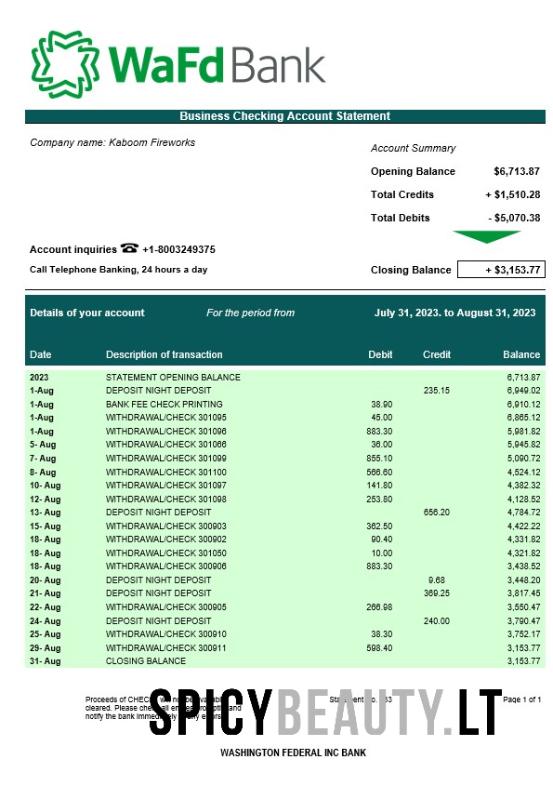 WaFd Bank
Business Checking Account Statement
Company name: Kaboom Fireworks
Account Summary
Opening Balance $6,713.87
Total Credits + $1,510.28
Total Debits - $5,070.38
Account inquiries ☎ +1-8003249375
Call Telephone Banking, 24 hours a day
Closing Balance + $3,153.77
Details of your account For the period from July 31, 2023. to August 31, 2023
Date Description of transaction Debit Credit Balance
2023 STATEMENT OPENING BALANCE 6,713.87
1-Aug DEPOSIT NIGHT DEPOSIT 235.15 6,949.02
1-Aug BANK FEE CHECK PRINTING 38.90 6,910.12
1-Aug WITHDRAWAL/CHECK 301095 45.00 6,865.12
1-Aug WITHDRAWAL/CHECK 301096 883.30 5,981.82
5- Aug WITHDRAWAL/CHECK 301066 36.00 5,945.82
7- Aug WITHDRAWAL/CHECK 301099 855.10 5,090.72
8- Aug WITHDRAWAL/CHECK 301100 566.60 4,524.12
10- Aug WITHDRAWAL/CHECK 301097 141.80 4,382.32
12- Aug WITHDRAWAL/CHECK 301098 253.80 4,128.52
13- Aug DEPOSIT NIGHT DEPOSIT 656.20 4,784.72
15- Aug WITHDRAWAL/CHECK 300903 362.50 4,422.22
18- Aug WITHDRAWAL/CHECK 300902 90.40 4,331.82
18- Aug WITHDRAWAL/CHECK 301050 10.00 4,321.82
18- Aug WITHDRAWAL/CHECK 300906 883.30 3,438.52
20- Aug DEPOSIT NIGHT DEPOSIT 9.68 3,448.20
21- Aug DEPOSIT NIGHT DEPOSIT 369.25 3,817.45
22- Aug WITHDRAWAL/CHECK 300905 266.98 3,550.47
24- Aug DEPOSIT NIGHT DEPOSIT 240.00 3,790.47
25- Aug WITHDRAWAL/CHECK 300910 38.30 3,752.17
29- Aug WITHDRAWAL/CHECK 300911 598.40 3,153.77
31- Aug CLOSING BALANCE 3,153.77
Proceeds of Page 1 of 1
cleared. Please
notify the bank
SPICYBEAUTY.LT
WASHINGTON FEDERAL INC BANK